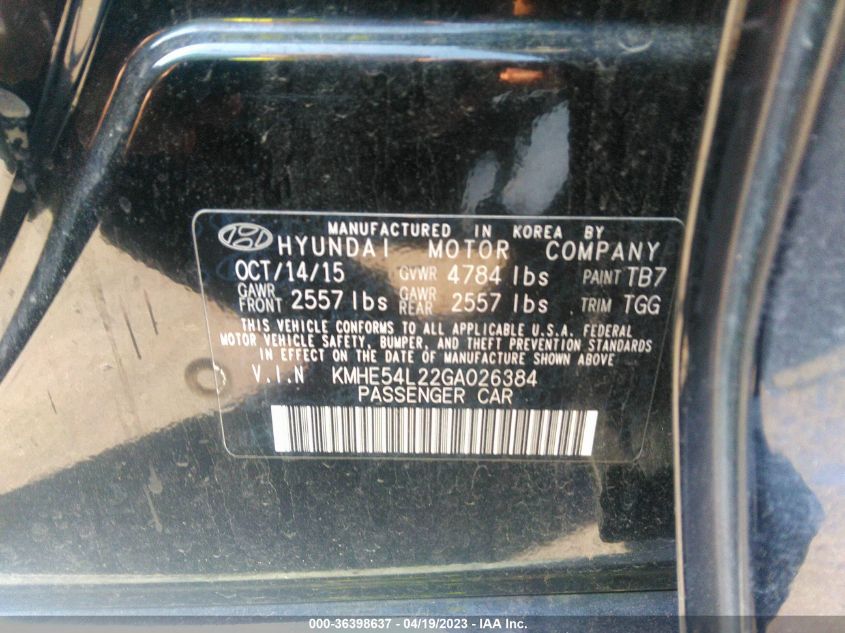 MANUFACTURED IN KOREA BY
HYUNDAI MOTOR COMPANY
OCT/14/15 GVWR 4784 lbs PAINT TB7
GAWR FRONT 2557 lbs GAWR REAR 2557 lbs TRIM TGG
THIS VEHICLE CONFORMS TO ALL APPLICABLE U.S.A. FEDERAL
MOTOR VEHICLE SAFETY, BUMPER, AND THEFT PREVENTION STANDARDS
IN EFFECT ON THE DATE OF MANUFACTURE SHOWN ABOVE
V.I.N KMHE54L22GA026384
PASSENGER CAR
000-36398637 - 04/19/2023 - IAA Inc.